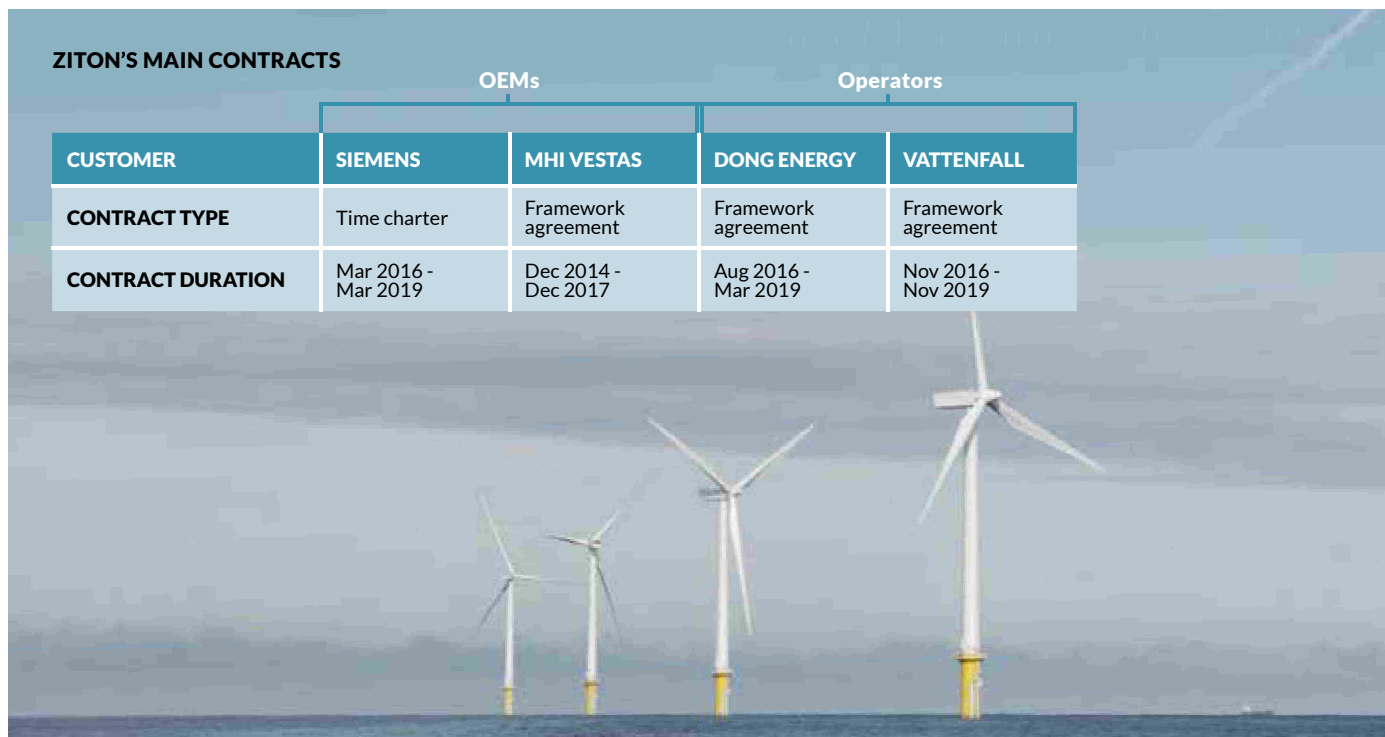 ZITON’S MAIN CONTRACTS
OEMs Operators
CUSTOMER SIEMENS MHI VESTAS DONG ENERGY VATTENFALL
CONTRACT TYPE Time charter Framework agreement Framework agreement Framework agreement
CONTRACT DURATION Mar 2016 - Mar 2019 Dec 2014 - Dec 2017 Aug 2016 - Mar 2019 Nov 2016 - Nov 2019